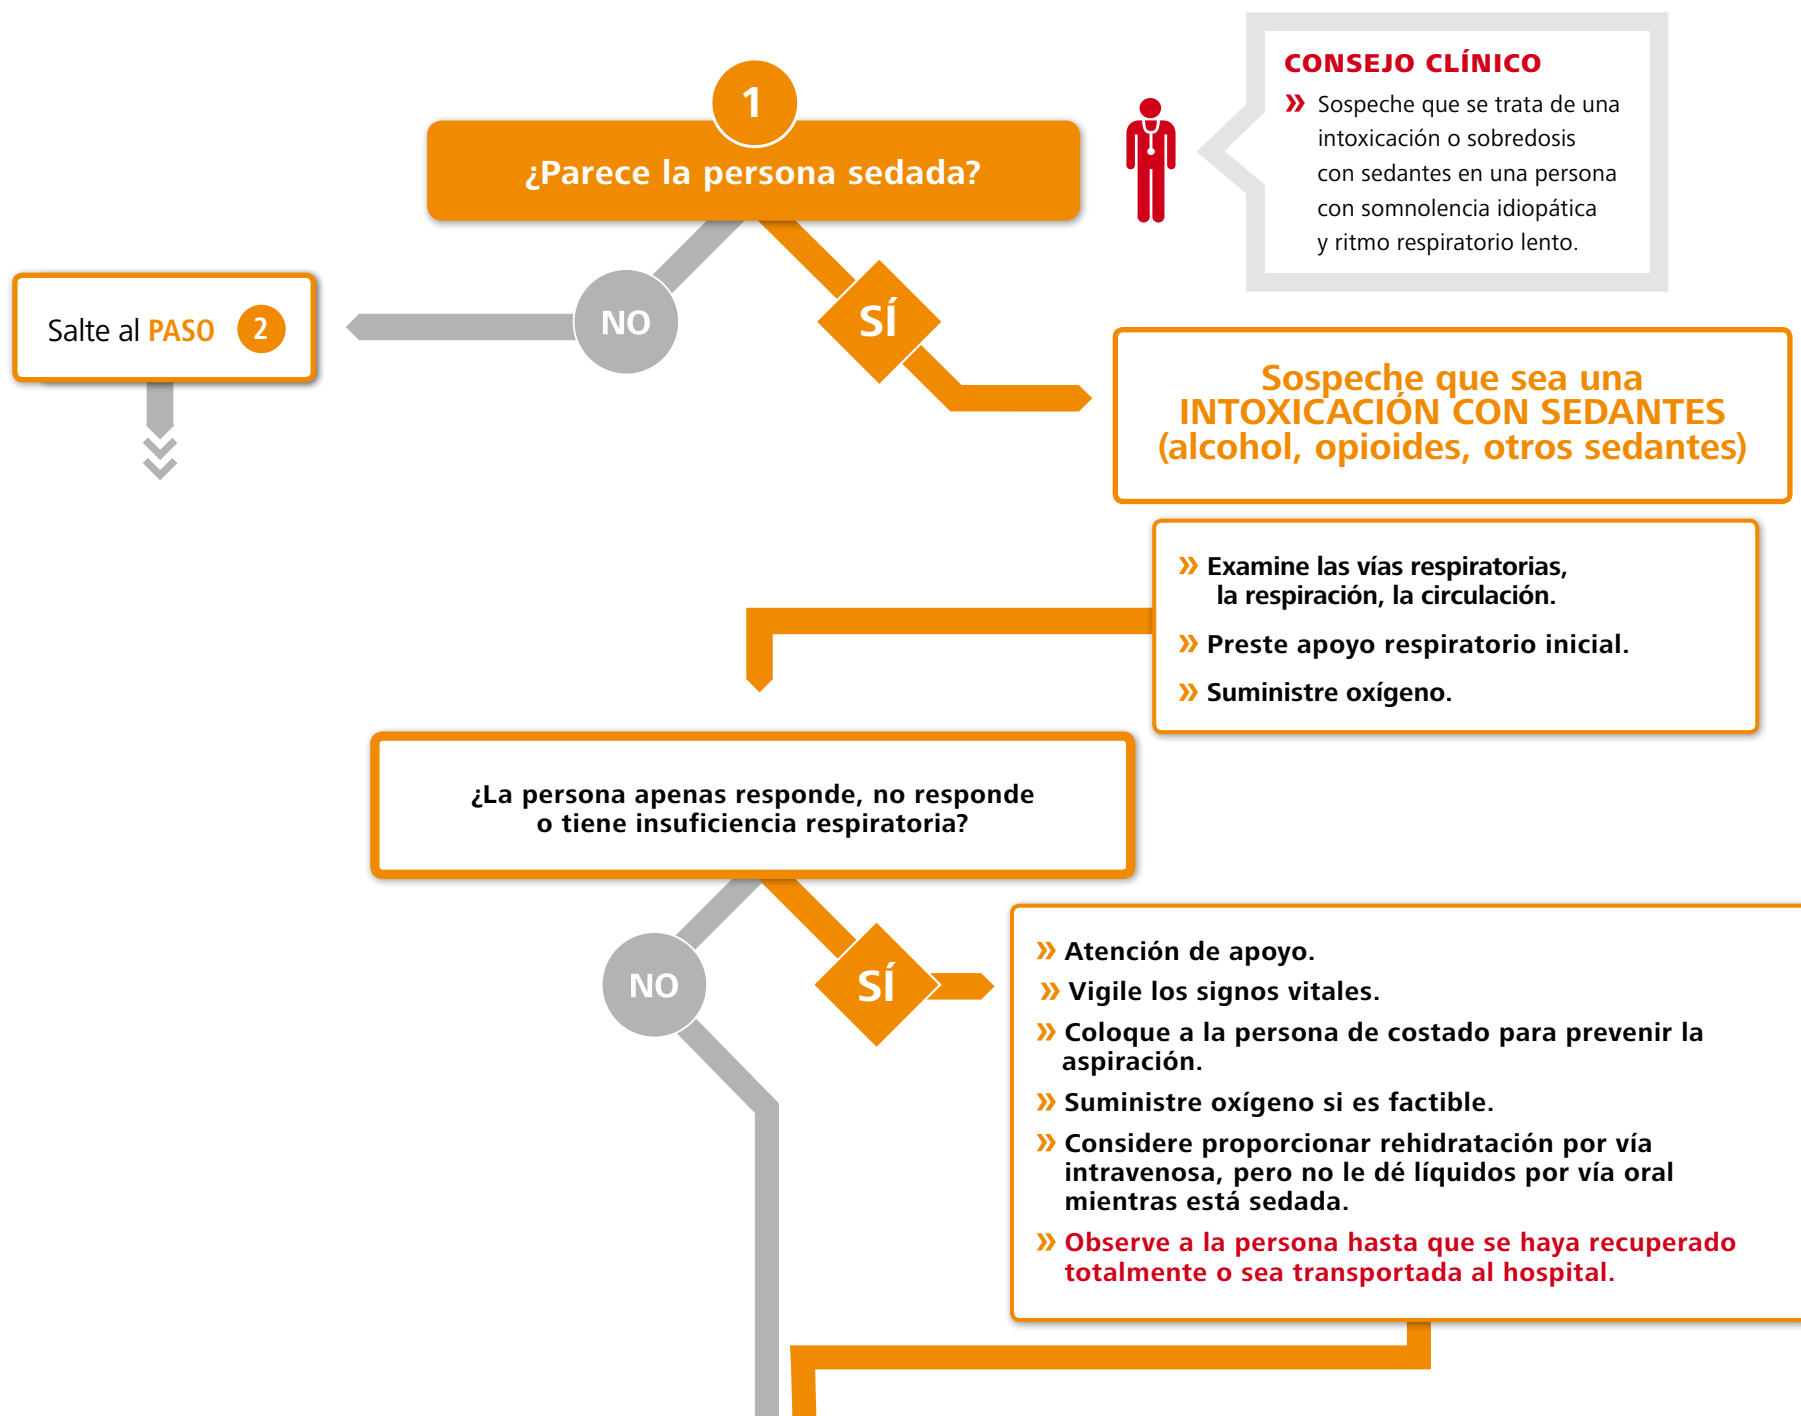 CONSEJO CLÍNICO
» Sospeche que se trata de una
intoxicación o sobredosis
con sedantes en una persona
con somnolencia idiopática
y ritmo respiratorio lento.
1
¿Parece la persona sedada?
NO
SÍ
Salte al PASO 2
Sospeche que sea una
INTOXICACIÓN CON SEDANTES
(alcohol, opioides, otros sedantes)
» Examine las vías respiratorias,
la respiración, la circulación.
» Preste apoyo respiratorio inicial.
» Suministre oxígeno.
¿La persona apenas responde, no responde
o tiene insuficiencia respiratoria?
NO
SÍ
» Atención de apoyo.
» Vigile los signos vitales.
» Coloque a la persona de costado para prevenir la
aspiración.
» Suministre oxígeno si es factible.
» Considere proporcionar rehidratación por vía
intravenosa, pero no le dé líquidos por vía oral
mientras está sedada.
» Observe a la persona hasta que se haya recuperado
totalmente o sea transportada al hospital.